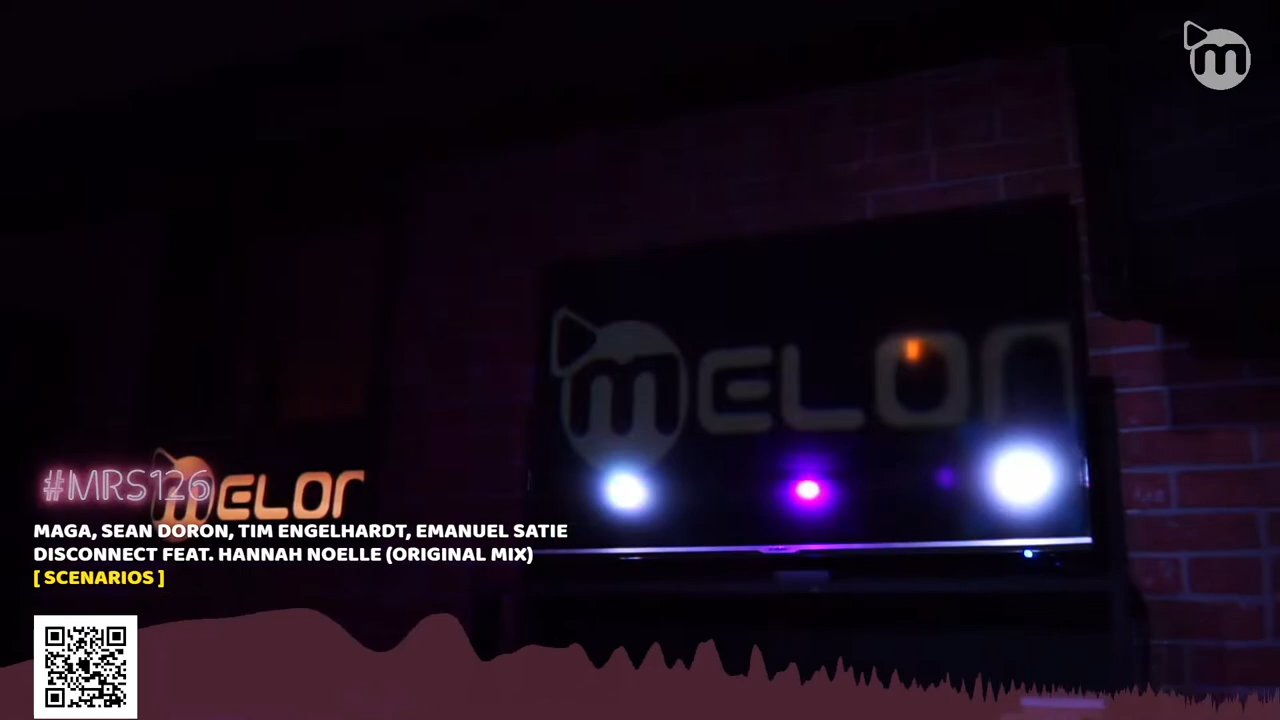 melon
#MRS126
melon
MAGA, SEAN DORON, TIM ENGELHARDT, EMANUEL SATIE
DISCONNECT FEAT. HANNAH NOELLE (ORIGINAL MIX)
[ SCENARIOS ]